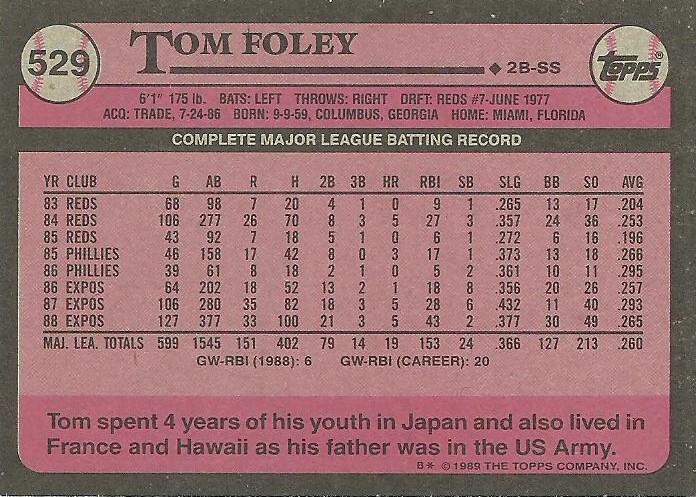 529 TOM FOLEY ◆ 2B-SS TOPPS®
6'1" 175 lb. BATS: LEFT THROWS: RIGHT DRFT: REDS #7-JUNE 1977
ACQ: TRADE, 7-24-86 BORN: 9-9-59, COLUMBUS, GEORGIA HOME: MIAMI, FLORIDA
COMPLETE MAJOR LEAGUE BATTING RECORD
YR CLUB G AB R H 2B 3B HR RBI SB SLG BB SO AVG
83 REDS 68 98 7 20 4 1 0 9 1 .265 13 17 .204
84 REDS 106 277 26 70 8 3 5 27 3 .357 24 36 .253
85 REDS 43 92 7 18 5 1 0 6 1 .272 6 16 .196
85 PHILLIES 46 158 17 42 8 0 3 17 1 .373 13 18 .266
86 PHILLIES 39 61 8 18 2 1 0 5 2 .361 10 11 .295
86 EXPOS 64 202 18 52 13 2 1 18 8 .356 20 26 .257
87 EXPOS 106 280 35 82 18 3 5 28 6 .432 11 40 .293
88 EXPOS 127 377 33 100 21 3 5 43 2 .377 30 49 .265
MAJ. LEA. TOTALS 599 1545 151 402 79 14 19 153 24 .366 127 213 .260
GW-RBI (1988): 6 GW-RBI (CAREER): 20
Tom spent 4 years of his youth in Japan and also lived in
France and Hawaii as his father was in the US Army.
B* © 1989 THE TOPPS COMPANY, INC.